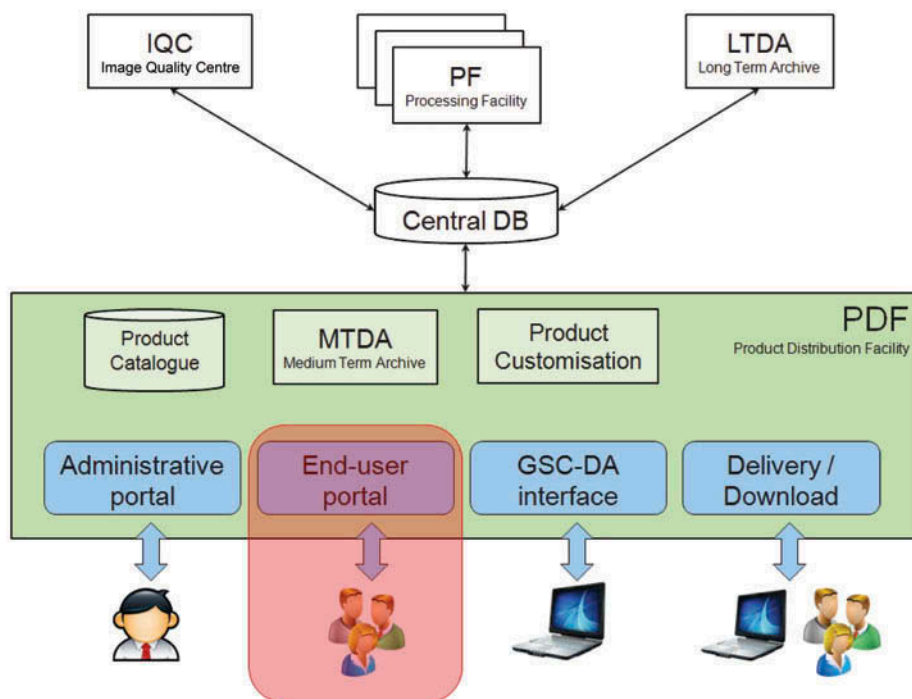 IQC
Image Quality Centre
PF
Processing Facility
LTDA
Long Term Archive
Central DB
PDF
Product Distribution Facility
Product
Catalogue
MTDA
Medium Term Archive
Product
Customisation
Administrative
portal
End-user
portal
GSC-DA
interface
Delivery /
Download